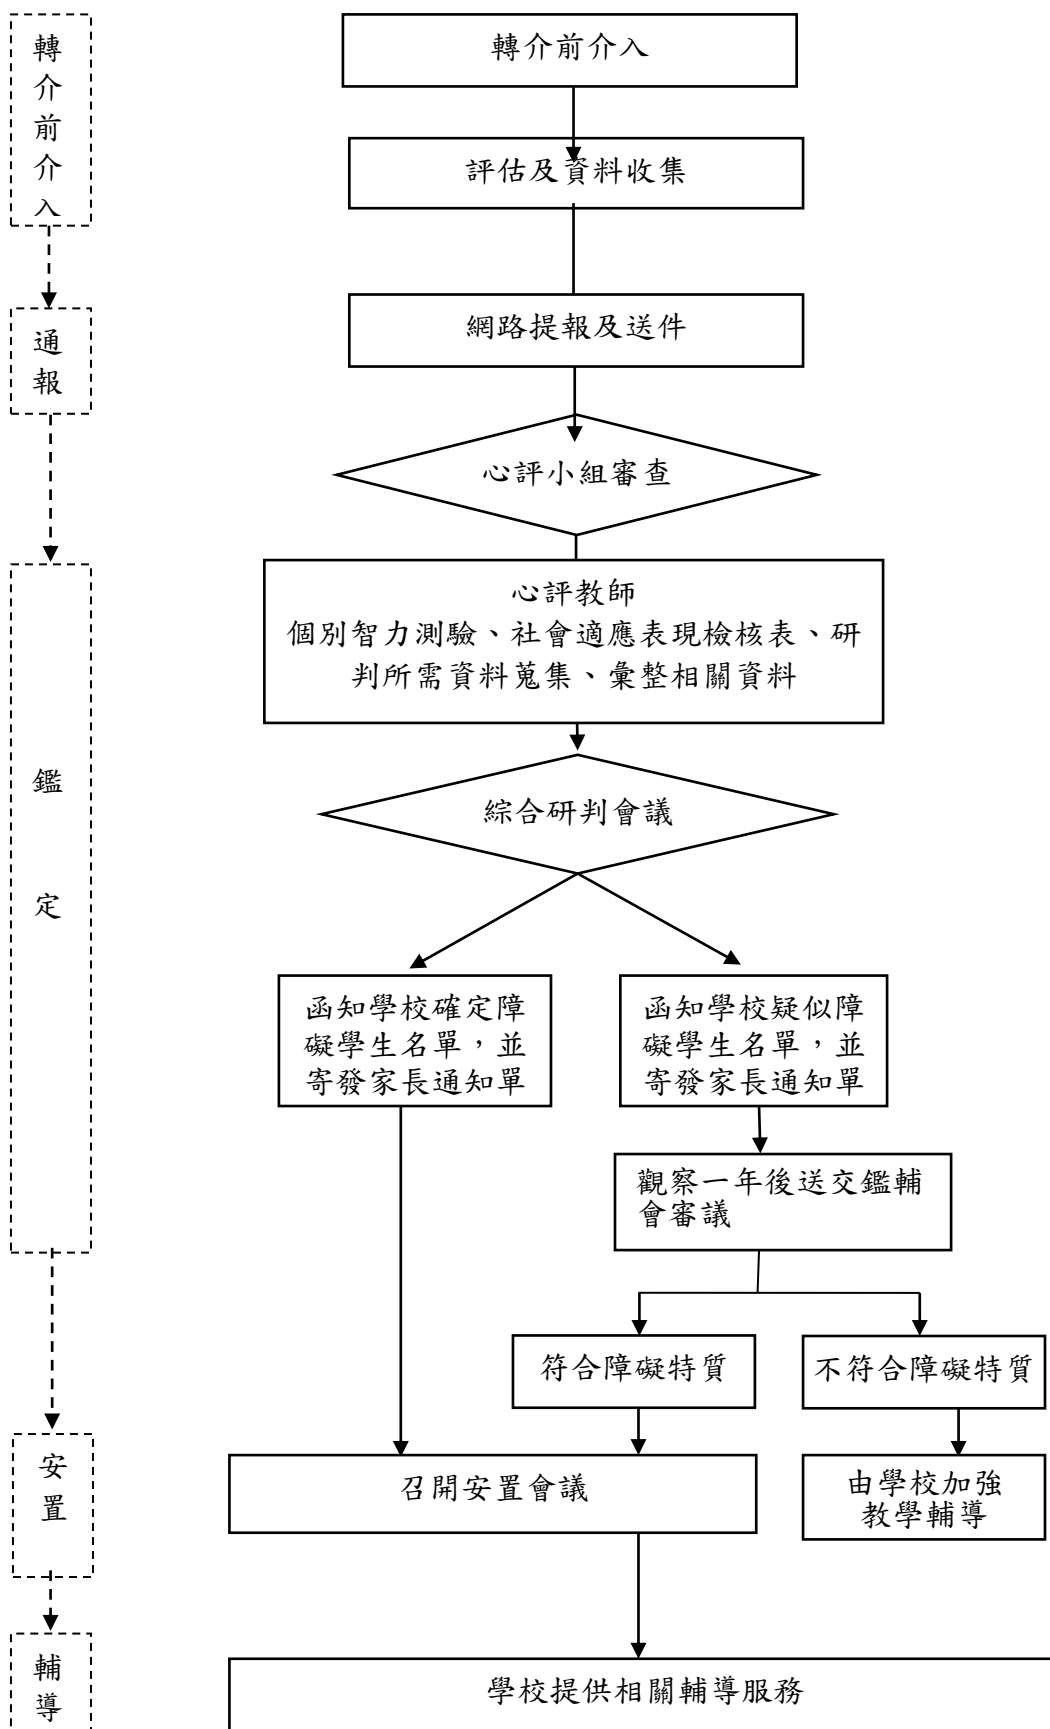 轉
介
前
介
入
通
報
鑑
定
安
置
輔
導
轉介前介入
評估及資料收集
網路提報及送件
心評小組審查
心評教師
個別智力測驗、社會適應表現檢核表、研
判所需資料蒐集、彙整相關資料
綜合研判會議
函知學校確定障
礙學生名單，並
寄發家長通知單
函知學校疑似障
礙學生名單，並
寄發家長通知單
觀察一年後送交鑑輔
會審議
符合障礙特質
不符合障礙特質
召開安置會議
由學校加強
教學輔導
學校提供相關輔導服務